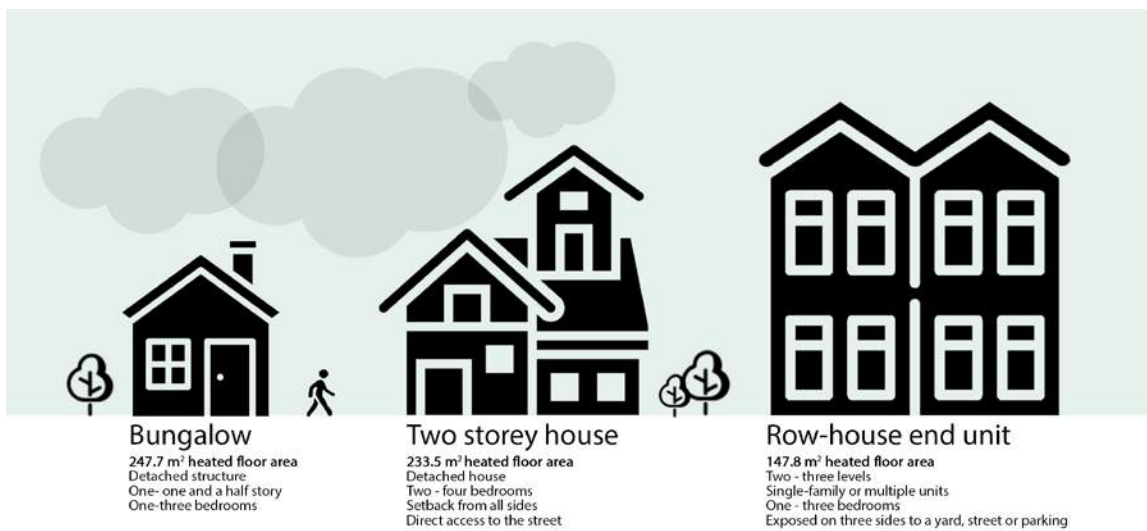 Bungalow
247.7 m² heated floor area
Detached structure
One- one and a half story
One-three bedrooms
Two storey house
233.5 m² heated floor area
Detached house
Two - four bedrooms
Setback from all sides
Direct access to the street
Row-house end unit
147.8 m² heated floor area
Two - three levels
Single-family or multiple units
One - three bedrooms
Exposed on three sides to a yard, street or parking